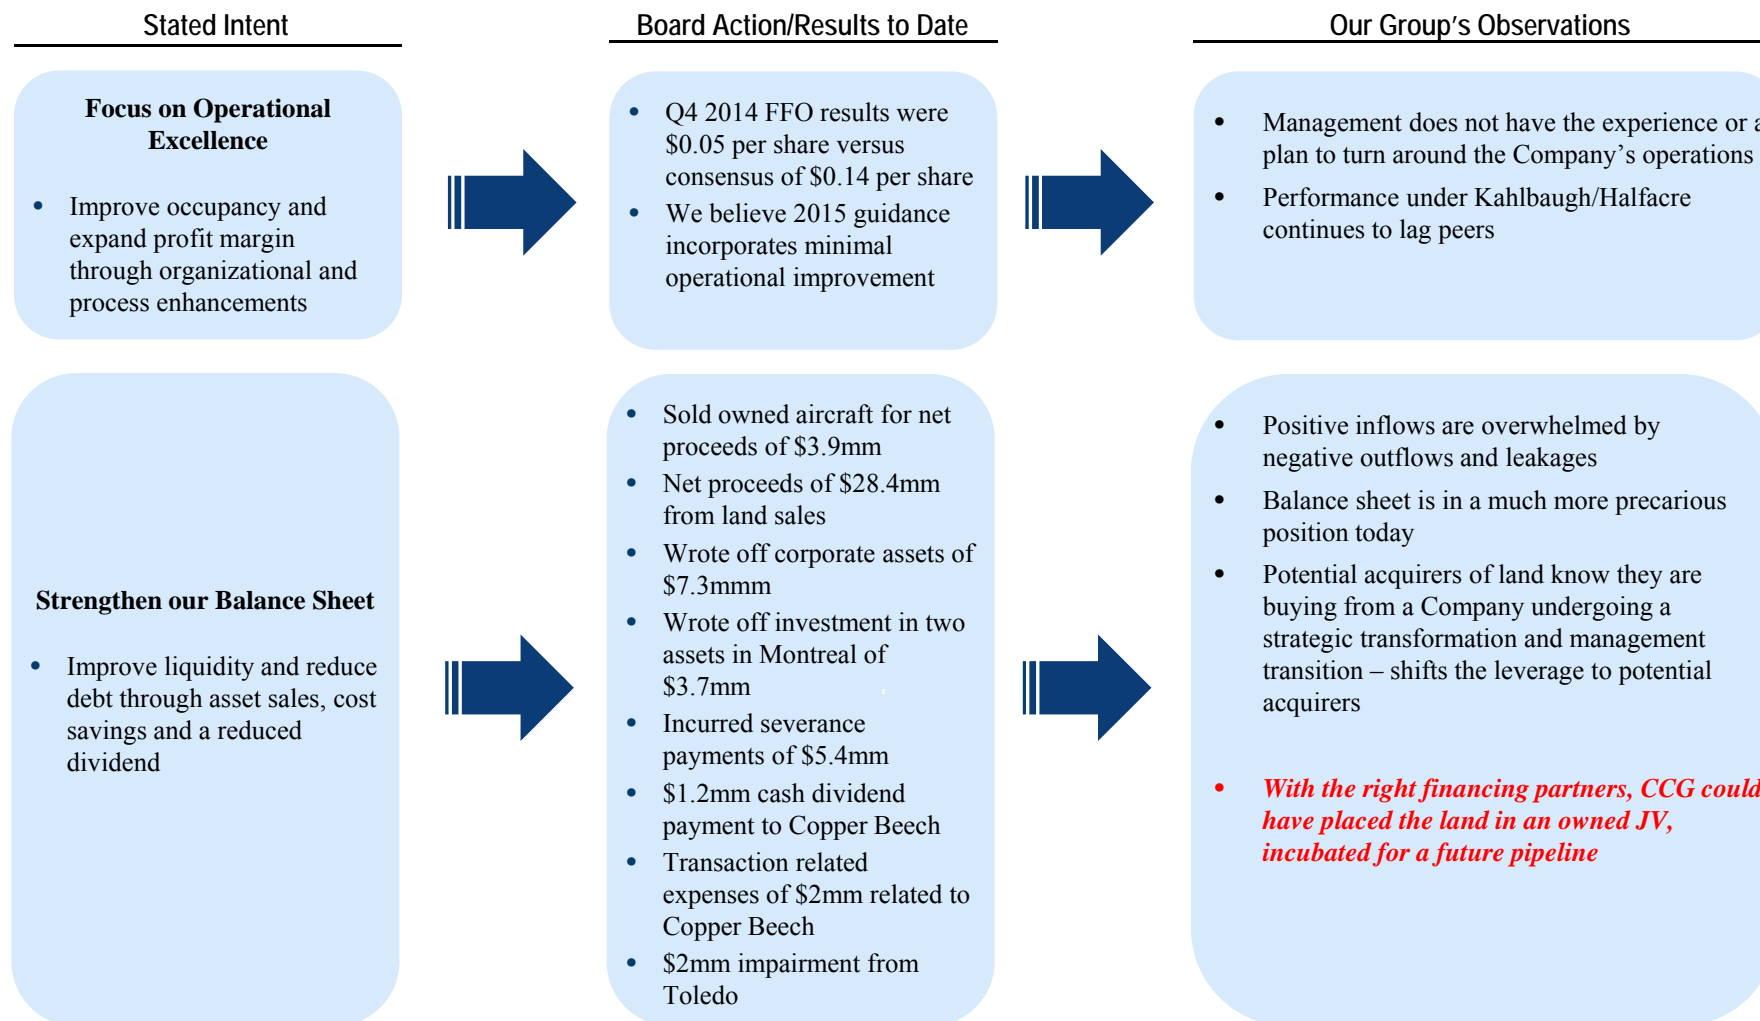 Stated Intent
Board Action/Results to Date
Our Group's Observations
Focus on Operational
Excellence
• Improve occupancy and
expand profit margin
through organizational and
process enhancements
• Q4 2014 FFO results were
$0.05 per share versus
consensus of $0.14 per share
• We believe 2015 guidance
incorporates minimal
operational improvement
• Management does not have the experience or a
plan to turn around the Company's operations
• Performance under Kahlbaugh/Halfacre
continues to lag peers
Strengthen our Balance Sheet
• Improve liquidity and reduce
debt through asset sales, cost
savings and a reduced
dividend
• Sold owned aircraft for net
proceeds of $3.9mm
• Net proceeds of $28.4mm
from land sales
• Wrote off corporate assets of
$7.3mmm
• Wrote off investment in two
assets in Montreal of
$3.7mm
• Incurred severance
payments of $5.4mm
• $1.2mm cash dividend
payment to Copper Beech
• Transaction related
expenses of $2mm related to
Copper Beech
• $2mm impairment from
Toledo
• Positive inflows are overwhelmed by
negative outflows and leakages
• Balance sheet is in a much more precarious
position today
• Potential acquirers of land know they are
buying from a Company undergoing a
strategic transformation and management
transition – shifts the leverage to potential
acquirers
• With the right financing partners, CCG could
have placed the land in an owned JV,
incubated for a future pipeline